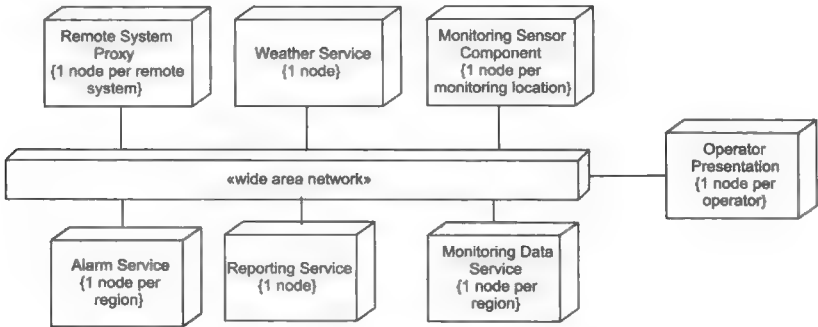 Remote System
Proxy
{1 node per remote
system}
Weather Service
{1 node}
Monitoring Sensor
Component
{1 node per
monitoring location}
«wide area network»
Operator
Presentation
{1 node per
operator}
Alarm Service
{1 node per
region}
Reporting Service
{1 node}
Monitoring Data
Service
{1 node per
region}